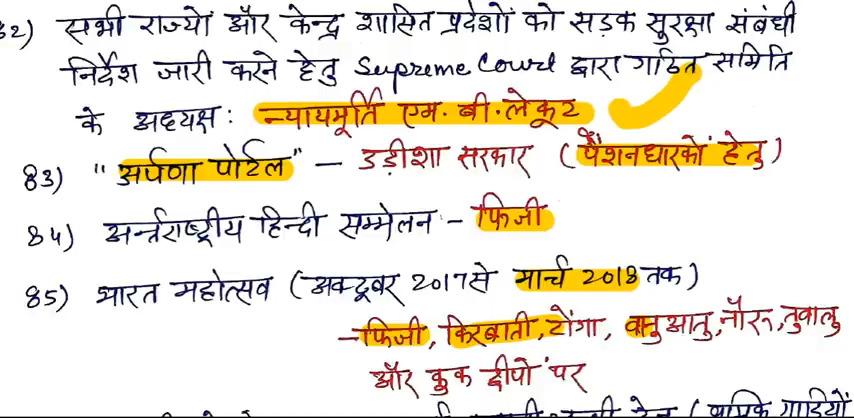 82) सभी राज्यों और केन्द्र शासित प्रदेशों को सड़क सुरक्षा संबंधी
निर्देश जारी करने हेतु Supreme Court द्वारा गठित समिति
के अध्यक्ष: न्यायमूर्ति एम. बी. लेकूर
83) "अर्पणा पोर्टल" – उड़ीशा सरकार (पैंशनधारकों हेतु)
84) अर्न्तराष्ट्रीय हिन्दी सम्मेलन – फिजी
85) भारत महोत्सव (अक्टूबर 2017 से मार्च 2018 तक)
– फिजी, किरबाती, टोंगा, वानुआतु, नौरू, तुवालु
और कुक द्वीपों पर